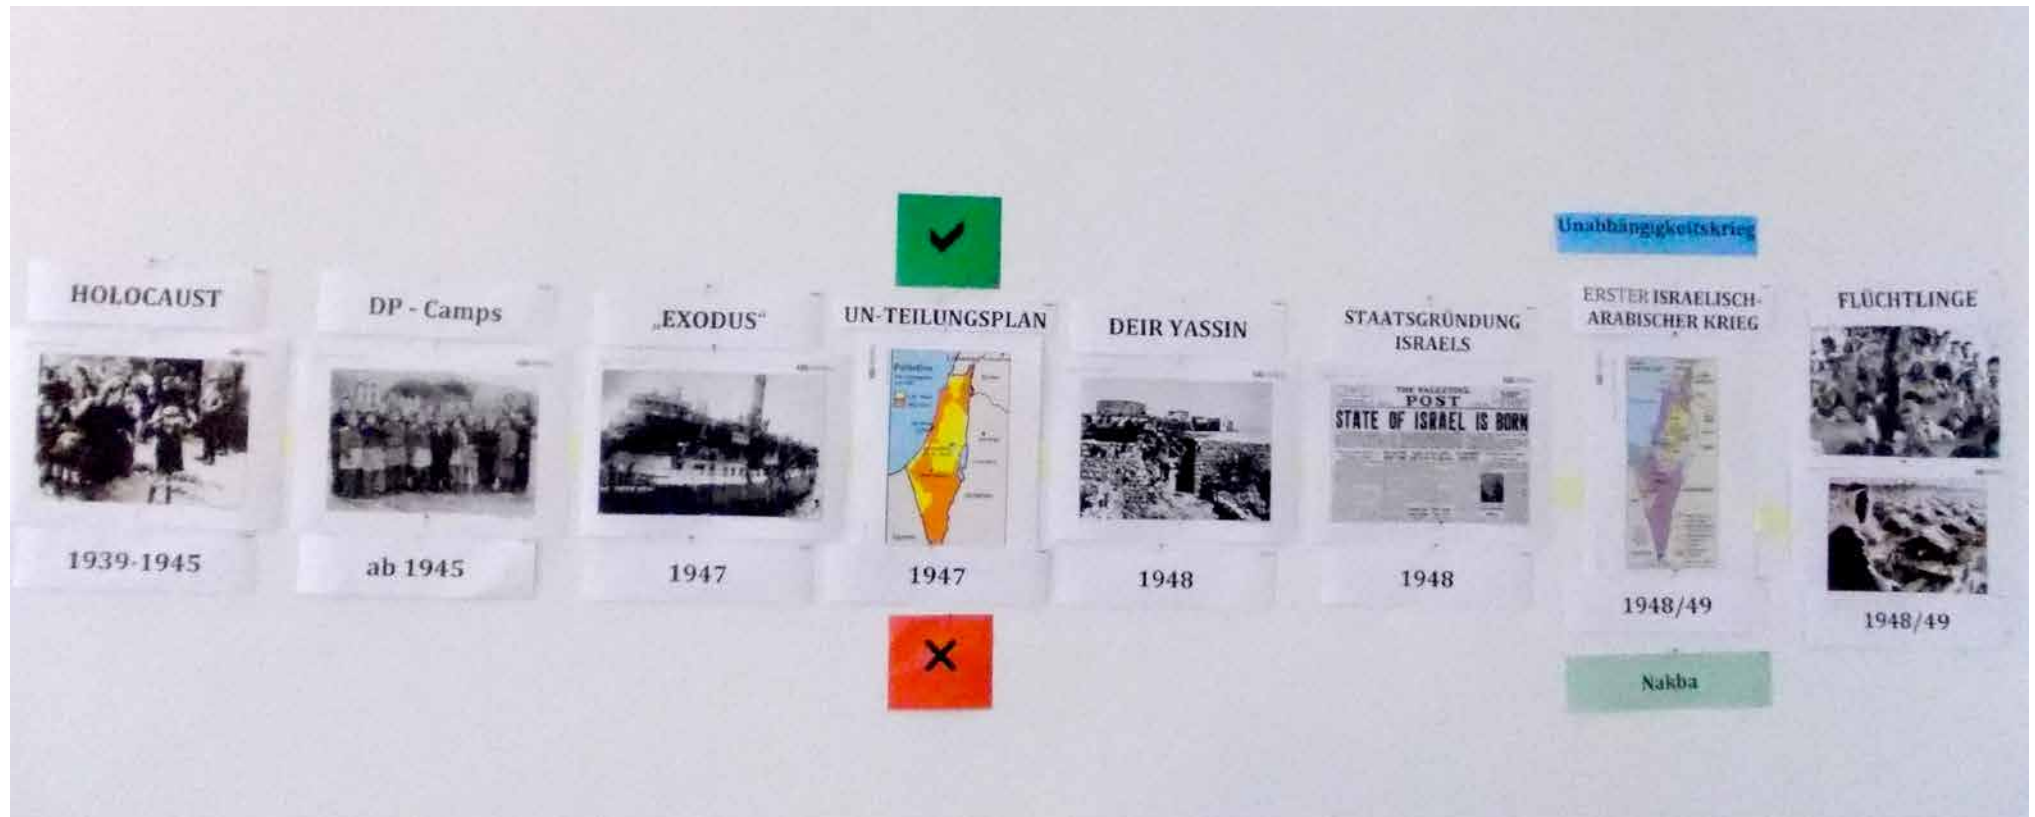 HOLOCAUST
1939-1945
DP - Camps
ab 1945
„EXODUS“
1947
UN-TEILUNGSPLAN
1947
DEIR YASSIN
1948
STAATSGRÜNDUNG
ISRAELS
THE PALESTINE
POST
STATE OF ISRAEL IS BORN
1948
Unabhängigkeitskrieg
ERSTER ISRAELISCH-
ARABISCHER KRIEG
1948/49
Nakba
FLÜCHTLINGE
1948/49